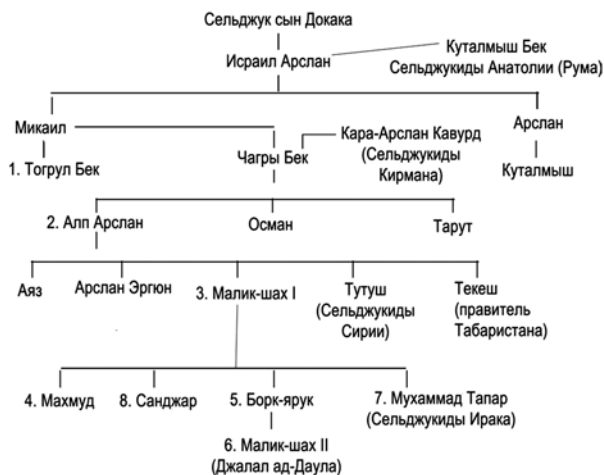 Сельджук сын Докака
Исраил Арслан
Куталмыш Бек
Сельджукиды Анатолии (Рума)
Микаил
Арслан
1. Тогрул Бек
Чагры Бек
Кара-Арслан Кавурд
(Сельджукиды
Кирмана)
Куталмыш
2. Алп Арслан
Осман
Тарут
Аяз
Арслан Эргюн
3. Малик-шах I
Тутуш
(Сельджукиды
Сирии)
Текеш
(правитель
Табаристана)
4. Махмуд
8. Санджар
5. Борк-ярук
7. Мухаммад Тапар
(Сельджукиды Ирака)
6. Малик-шах II
(Джалал ад-Даула)